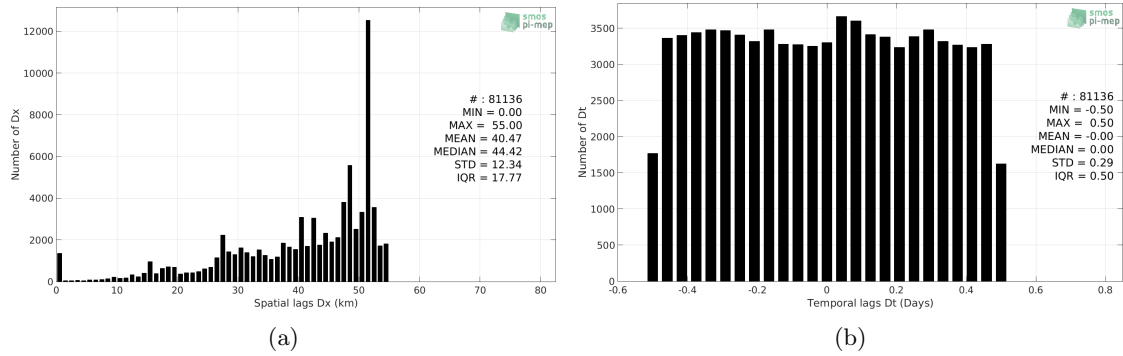 12000
10000
8000
6000
4000
2000
0
Number of Dx
smos
pi-mep
# : 81136
MIN = 0.00
MAX = 55.00
MEAN = 40.47
MEDIAN = 44.42
STD = 12.34
IQR = 17.77
0 10 20 30 40 50 60 70 80
Spatial lags Dx (km)
(a)
3500
3000
2500
2000
1500
1000
500
0
Number of Dt
smos
pi-mep
# : 81136
MIN = -0.50
MAX = 0.50
MEAN = -0.00
MEDIAN = 0.00
STD = 0.29
IQR = 0.50
-0.6 -0.4 -0.2 0 0.2 0.4 0.6 0.8
Temporal lags Dt (Days)
(b)